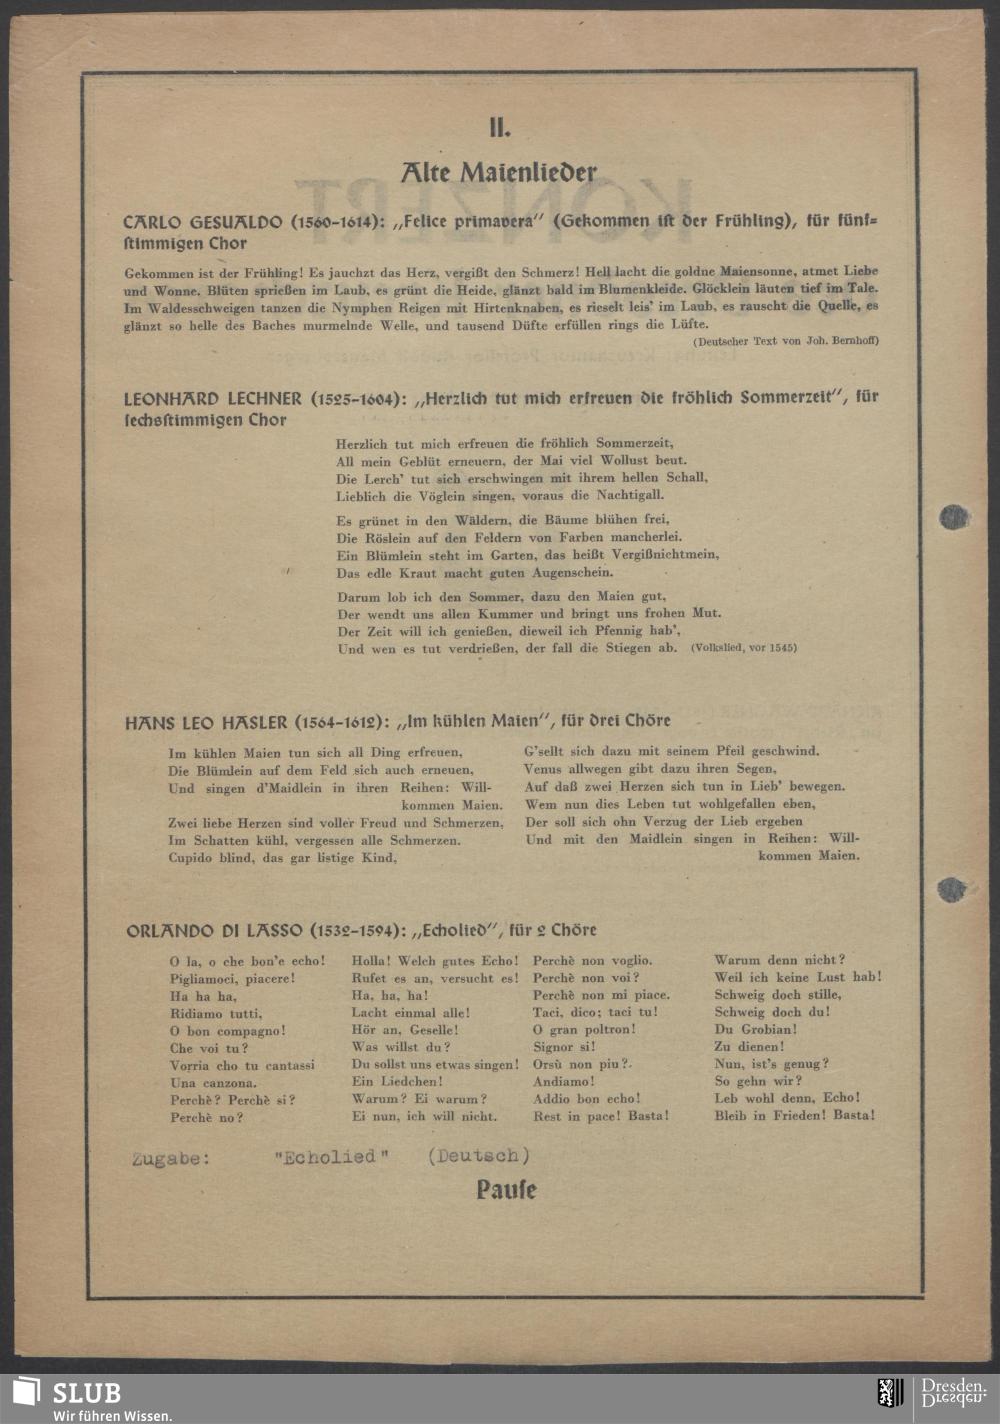 II.
Alte Maienlieder
CARLO GESUALDO (1560-1614): „Felice primavera" (Gekommen ist der Frühling), für fünf=
stimmigen Chor
Gekommen ist der Frühling! Es jauchzt das Herz, vergißt den Schmerz! Hell lacht die goldne Maiensonne, atmet Liebe
und Wonne. Blüten sprießen im Laub, es grünt die Heide, glänzt bald im Blumenkleide. Glöcklein läuten tief im Tale.
Im Waldesschweigen tanzen die Nymphen Reigen mit Hirtenknaben, es rieselt leis' im Laub, es rauscht die Quelle, es
glänzt so helle des Baches murmelnde Welle, und tausend Düfte erfüllen rings die Lüfte.
(Deutscher Text von Joh. Bernhoff)
LEONHARD LECHNER (1525-1604): „Herzlich tut mich erfreuen die fröhlich Sommerzeit", für
sechsstimmigen Chor
Herzlich tut mich erfreuen die fröhlich Sommerzeit,
All mein Geblüt erneuern, der Mai viel Wollust beut.
Die Lerch' tut sich erschwingen mit ihrem hellen Schall,
Lieblich die Vöglein singen, voraus die Nachtigall.
Es grünet in den Wäldern, die Bäume blühen frei,
Die Röslein auf den Feldern von Farben mancherlei.
Ein Blümlein steht im Garten, das heißt Vergißnichtmein,
Das edle Kraut macht guten Augenschein.
Darum lob ich den Sommer, dazu den Maien gut,
Der wendt uns allen Kummer und bringt uns frohen Mut.
Der Zeit will ich genießen, dieweil ich Pfennig hab',
Und wen es tut verdrießen, der fall die Stiegen ab. (Volkslied, vor 1545)
HANS LEO HASLER (1564-1612): „Im kühlen Maien", für drei Chöre
Im kühlen Maien tun sich all Ding erfreuen,
Die Blümlein auf dem Feld sich auch erneuen,
Und singen d'Maidlein in ihren Reihen: Will-
kommen Maien.
Zwei liebe Herzen sind voller Freud und Schmerzen,
Im Schatten kühl, vergessen alle Schmerzen.
Cupido blind, das gar listige Kind,
G'sellt sich dazu mit seinem Pfeil geschwind.
Venus allwegen gibt dazu ihren Segen,
Auf daß zwei Herzen sich tun in Lieb' bewegen.
Wem nun dies Leben tut wohlgefallen eben,
Der soll sich ohn Verzug der Lieb ergeben
Und mit den Maidlein singen in Reihen: Will-
kommen Maien.
ORLANDO DI LASSO (1532-1594): „Echolied", für 2 Chöre
O la, o che bon'e echo!
Pigliamoci, piacere!
Ha ha ha,
Ridiamo tutti,
O bon compagno!
Che voi tu?
Vorria cho tu cantassi
Una canzona.
Perchè? Perchè si?
Perchè no?
Holla! Welch gutes Echo!
Rufet es an, versucht es!
Ha, ha, ha!
Lacht einmal alle!
Hör an, Geselle!
Was willst du?
Du sollst uns etwas singen!
Ein Liedchen!
Warum? Ei warum?
Ei nun, ich will nicht.
Perchè non voglio.
Perchè non voi?
Perchè non mi piace.
Taci, dico; taci tu!
O gran poltron!
Signor si!
Orsù non piu?
Andiamo!
Addio bon echo!
Rest in pace! Basta!
Warum denn nicht?
Weil ich keine Lust hab!
Schweig doch stille,
Schweig doch du!
Du Grobian!
Zu dienen!
Nun, ist's genug?
So gehn wir?
Leb wohl denn, Echo!
Bleib in Frieden! Basta!
Zugabe: "Echolied" (Deutsch)
Pause
SLUB
Wir führen Wissen.
Dresden.
Dresden.